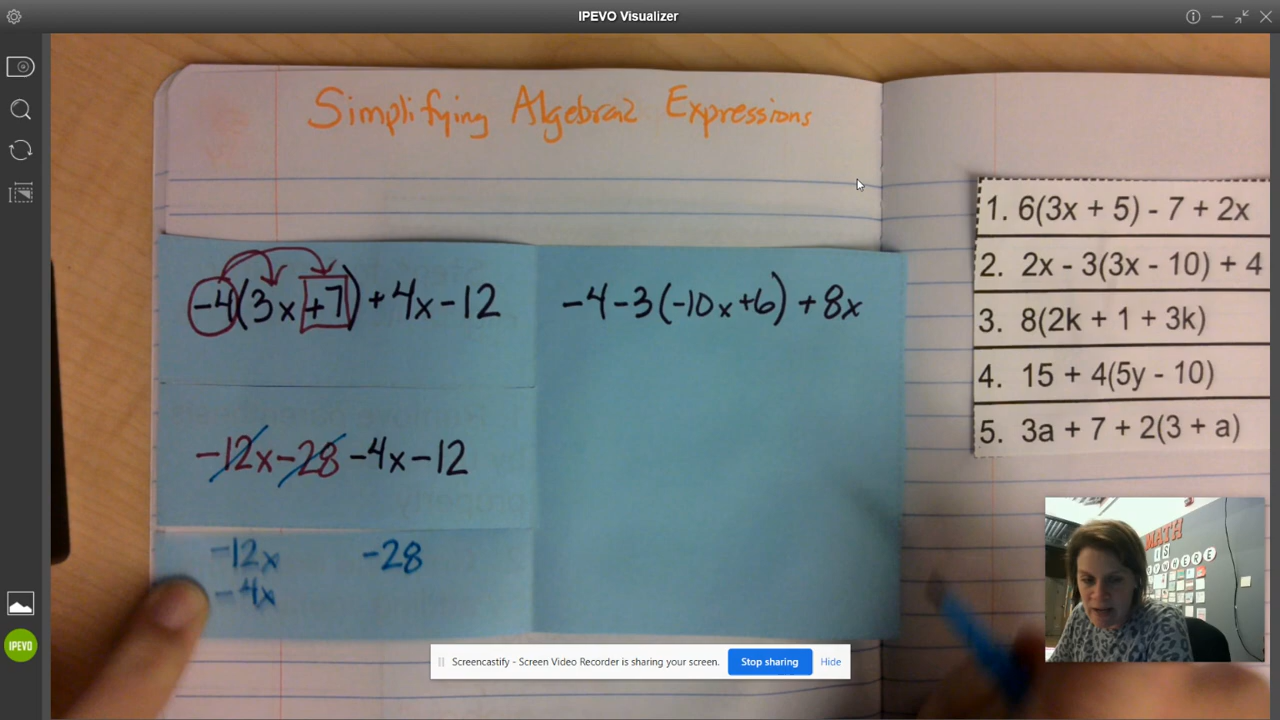 IPEVO Visualizer
Simplifying Algebraic Expressions
-4(3x +7) + 4x - 12
-12x - 28 - 4x - 12
-12x -28
-4x
-4 - 3(-10x + 6) + 8x
1. 6(3x + 5) - 7 + 2x
2. 2x - 3(3x - 10) + 4
3. 8(2k + 1 + 3k)
4. 15 + 4(5y - 10)
5. 3a + 7 + 2(3 + a)
MATH
IS
IPEVO
Screencastify - Screen Video Recorder is sharing your screen. Stop sharing Hide